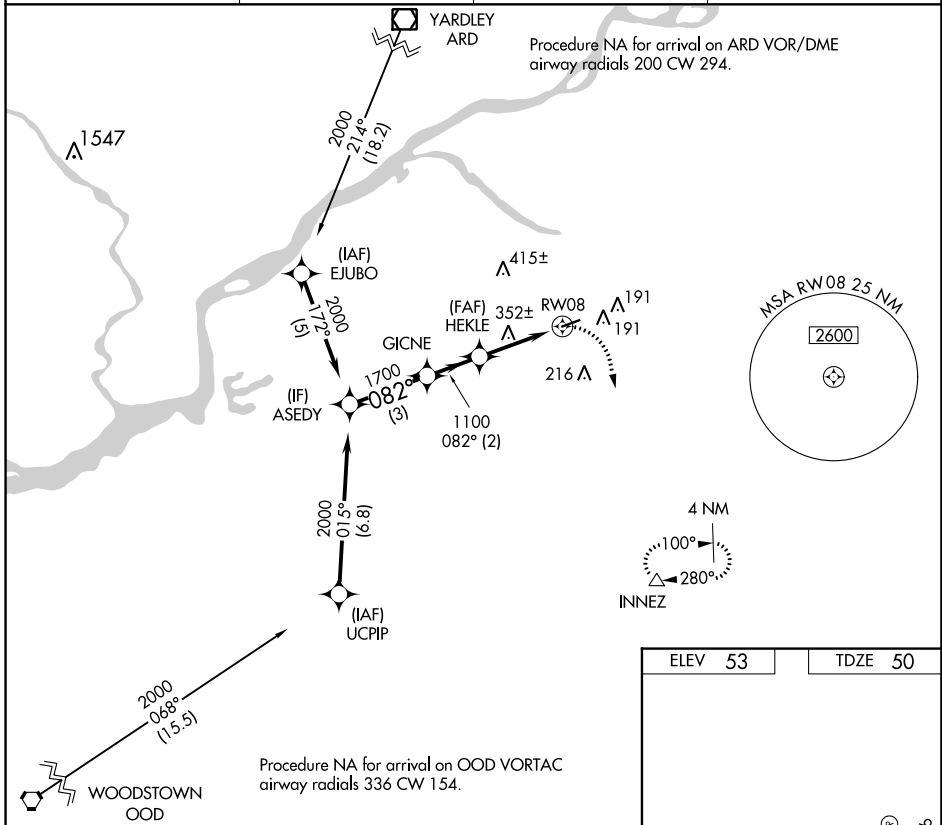 YARDLEY
ARD
Procedure NA for arrival on ARD VOR/DME
airway radials 200 CW 294.
1547
2000
214°
(18.2)
(IAF)
EJUBO
2000
172°
(5)
415±
(FAF)
HEKLE
352±
RW08
191
191
MSA RW08 25 NM
2600
GICNE
216
(IF)
ASEDY
1700
082°
(3)
1100
082° (2)
2000
015°
(6.8)
4 NM
100°
280°
INNEZ
(IAF)
UCPIP
ELEV 53
TDZE 50
2000
068°
(15.5)
Procedure NA for arrival on OOD VORTAC
airway radials 336 CW 154.
WOODSTOWN
OOD